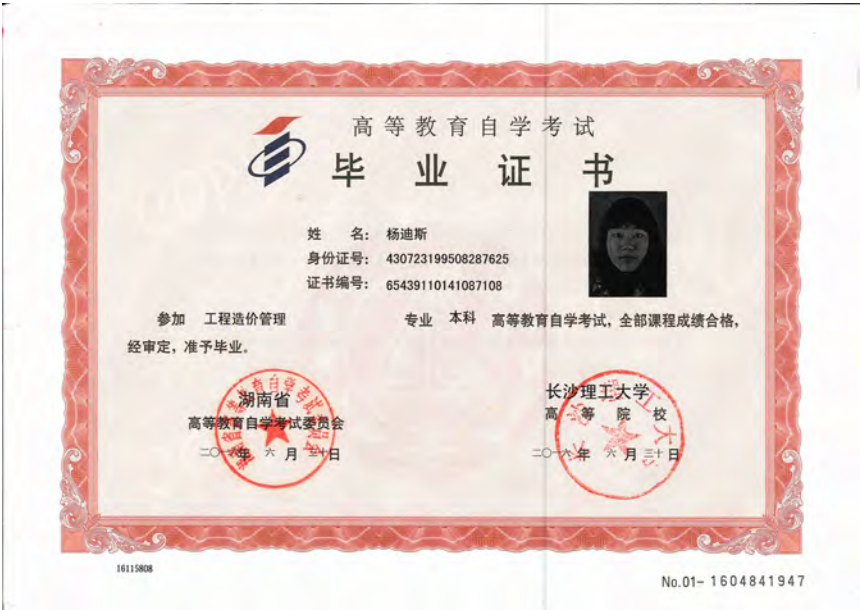 高等教育自学考试
毕业证书
姓 名: 杨迪斯
身份证号: 430723199508287625
证书编号: 65439110141087108
参加 工程造价管理 专业 本科 高等教育自学考试,全部课程成绩合格,
经审定,准予毕业。
湖南省
高等教育自学考试委员会
二〇一六年 六 月 三十日
长沙理工大学
高 等 院 校
二〇一六年 六 月 三十日
16115808
No.01- 1604841947